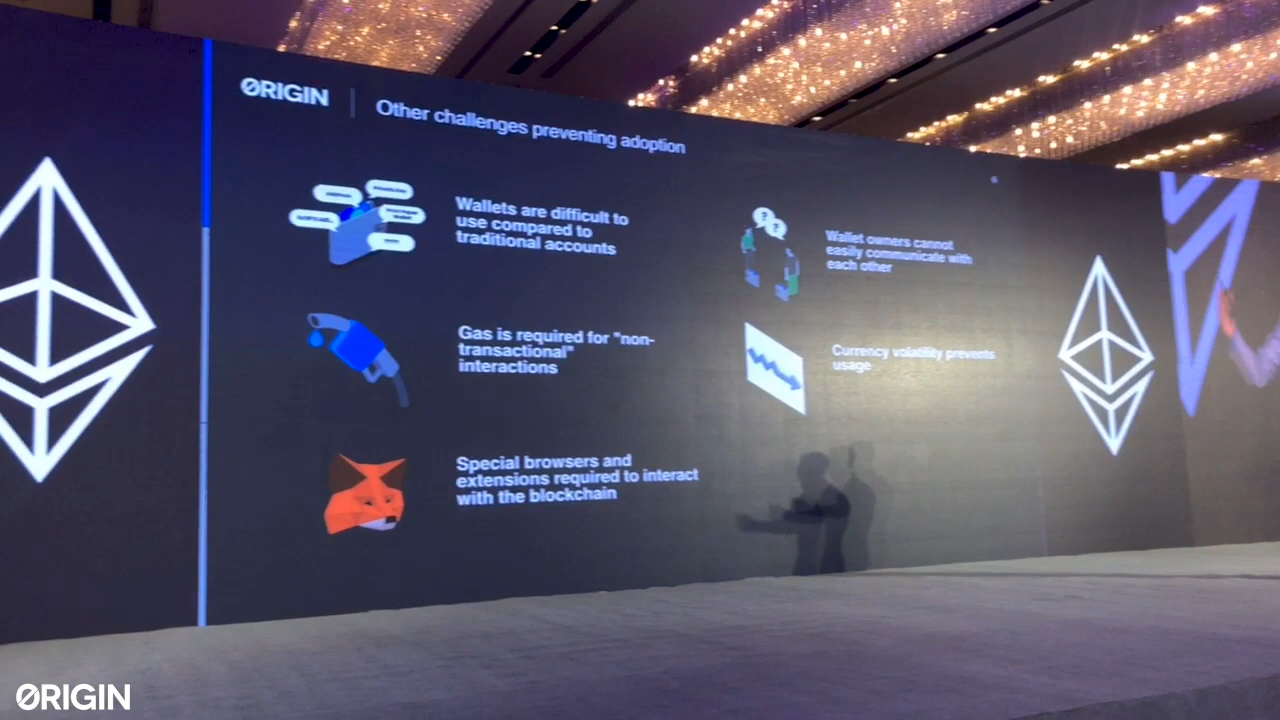 ØRIGIN
Other challenges preventing adoption
Wallets are difficult to
use compared to
traditional accounts
Wallet owners cannot
easily communicate with
each other
Gas is required for "non-
transactional"
interactions
Currency volatility prevents
usage
Special browsers and
extensions required to interact
with the blockchain
ØRIGIN